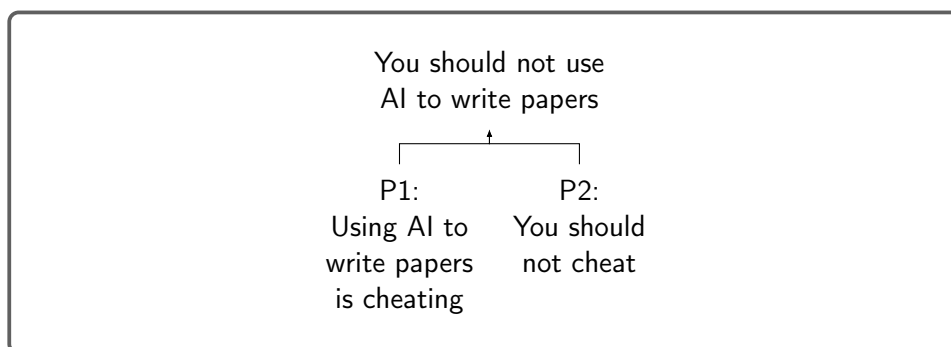 You should not use
AI to write papers
P1:
Using AI to
write papers
is cheating
P2:
You should
not cheat